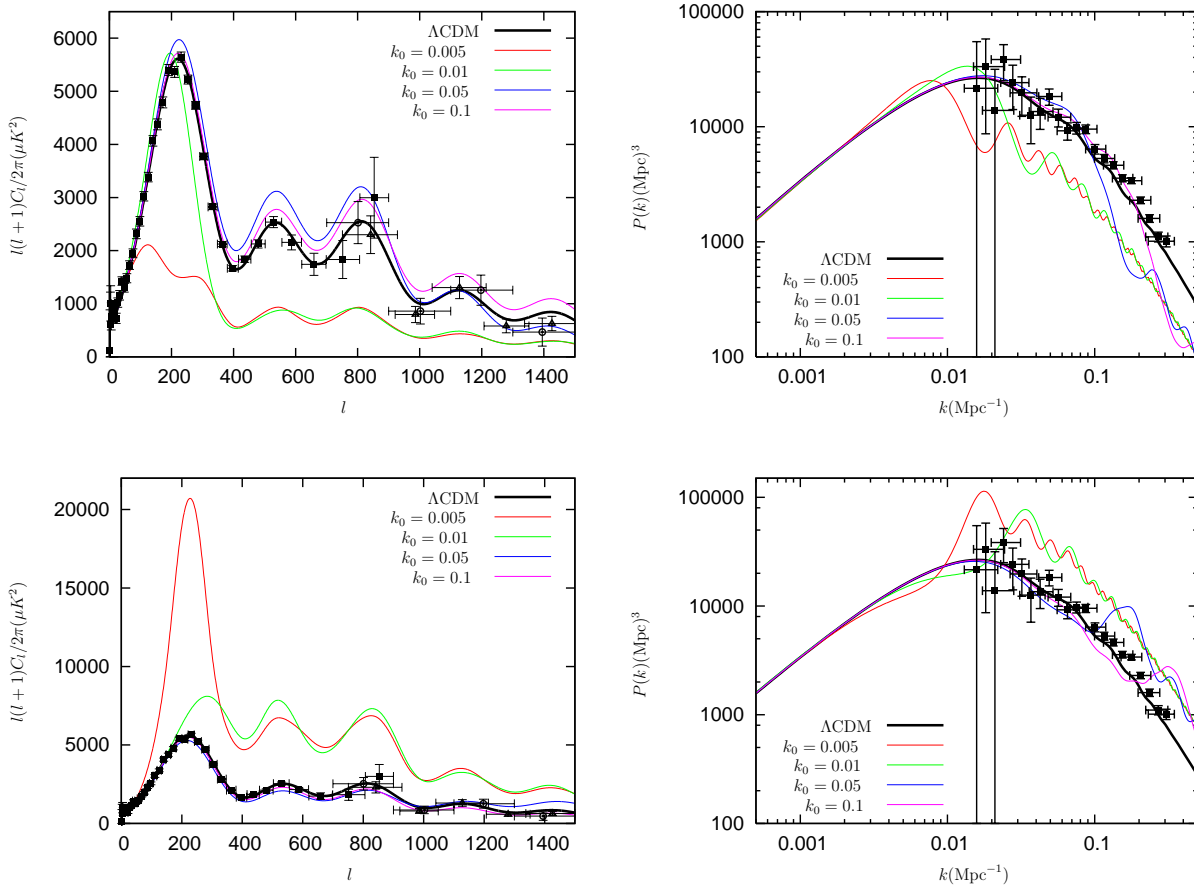 6000
5000
4000
3000
2000
1000
0
l(l + 1)C_l/2π(μK²)
ΛCDM
k₀ = 0.005
k₀ = 0.01
k₀ = 0.05
k₀ = 0.1
0 200 400 600 800 1000 1200 1400
l
100000
10000
1000
100
P(k)(Mpc)³
ΛCDM
k₀ = 0.005
k₀ = 0.01
k₀ = 0.05
k₀ = 0.1
0.001 0.01 0.1
k(Mpc⁻¹)
20000
15000
10000
5000
0
l(l + 1)C_l/2π(μK²)
ΛCDM
k₀ = 0.005
k₀ = 0.01
k₀ = 0.05
k₀ = 0.1
0 200 400 600 800 1000 1200 1400
l
100000
10000
1000
100
P(k)(Mpc)³
ΛCDM
k₀ = 0.005
k₀ = 0.01
k₀ = 0.05
k₀ = 0.1
0.001 0.01 0.1
k(Mpc⁻¹)